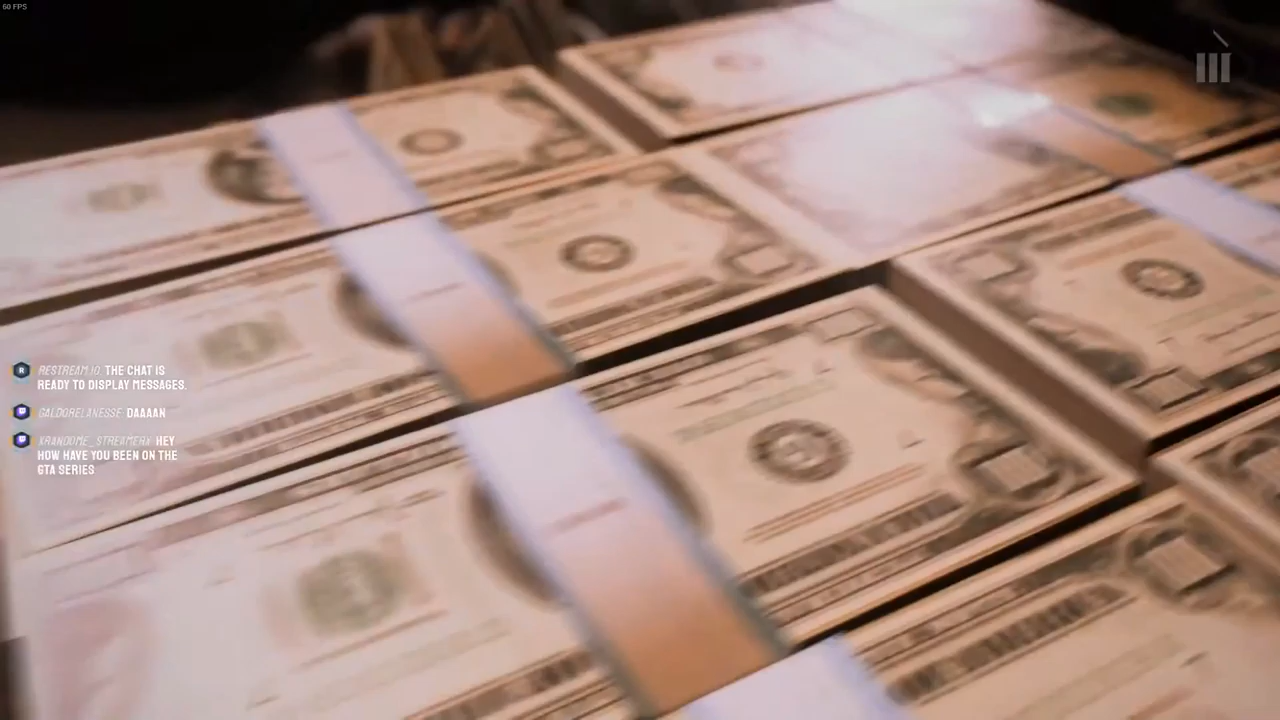 60 FPS
RESTREAM.IO: THE CHAT IS
READY TO DISPLAY MESSAGES.
GALDORELANESSE: DAAAAN
XRANDOME_STREAMERX: HEY
HOW HAVE YOU BEEN ON THE
GTA SERIES